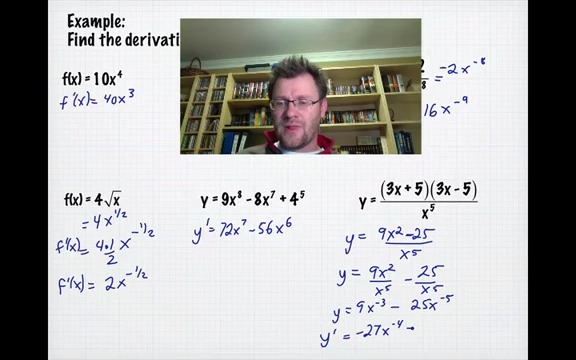 Example:
Find the derivati
f(x) = 10x⁴
f'(x) = 40x³
= -2x⁻⁸
16x⁻⁹
f(x) = 4√x
= 4x^1/2
f'(x) = 4·1/2 x^-1/2
f'(x) = 2x^-1/2
y = 9x⁸ - 8x⁷ + 4⁵
y' = 72x⁷ - 56x⁶
y = (3x + 5)(3x - 5)/x⁵
y = 9x² - 25/x⁵
y = 9x²/x⁵ - 25/x⁵
y = 9x⁻³ - 25x⁻⁵
y' = -27x⁻⁴